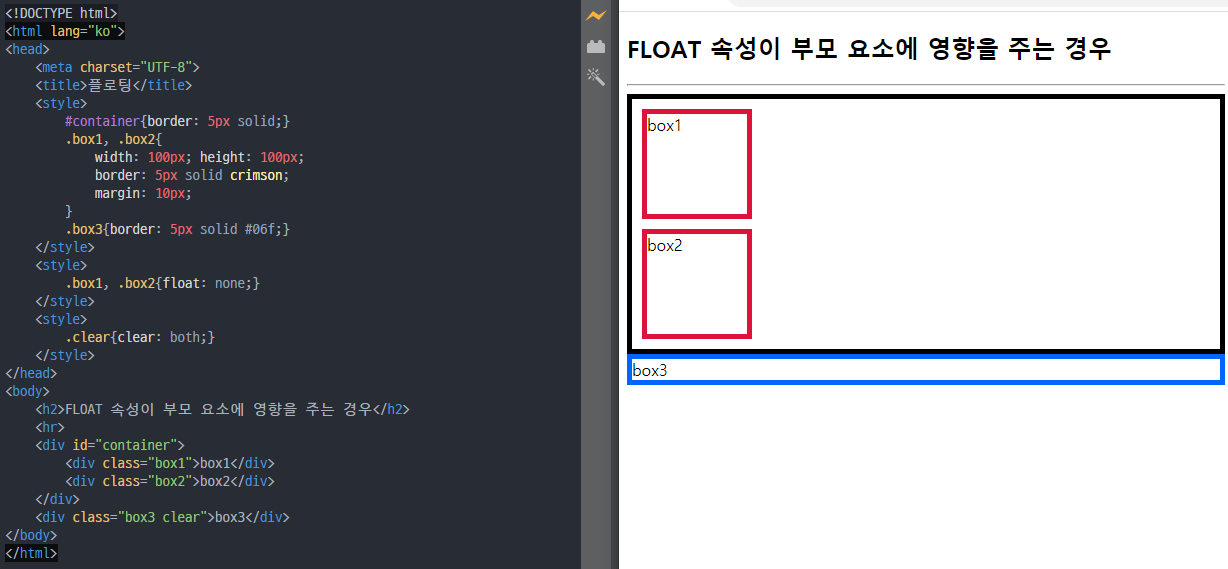 <!DOCTYPE html>
<html lang="ko">
<head>
    <meta charset="UTF-8">
    <title>플로팅</title>
    <style>
        #container{border: 5px solid;}
        .box1, .box2{
            width: 100px; height: 100px;
            border: 5px solid crimson;
            margin: 10px;
        }
        .box3{border: 5px solid #06f;}
    </style>
    <style>
        .box1, .box2{float: none;}
    </style>
    <style>
        .clear{clear: both;}
    </style>
</head>
<body>
    <h2>FLOAT 속성이 부모 요소에 영향을 주는 경우</h2>
    <hr>
    <div id="container">
        <div class="box1">box1</div>
        <div class="box2">box2</div>
    </div>
    <div class="box3 clear">box3</div>
</body>
</html>
FLOAT 속성이 부모 요소에 영향을 주는 경우
box1
box2
box3